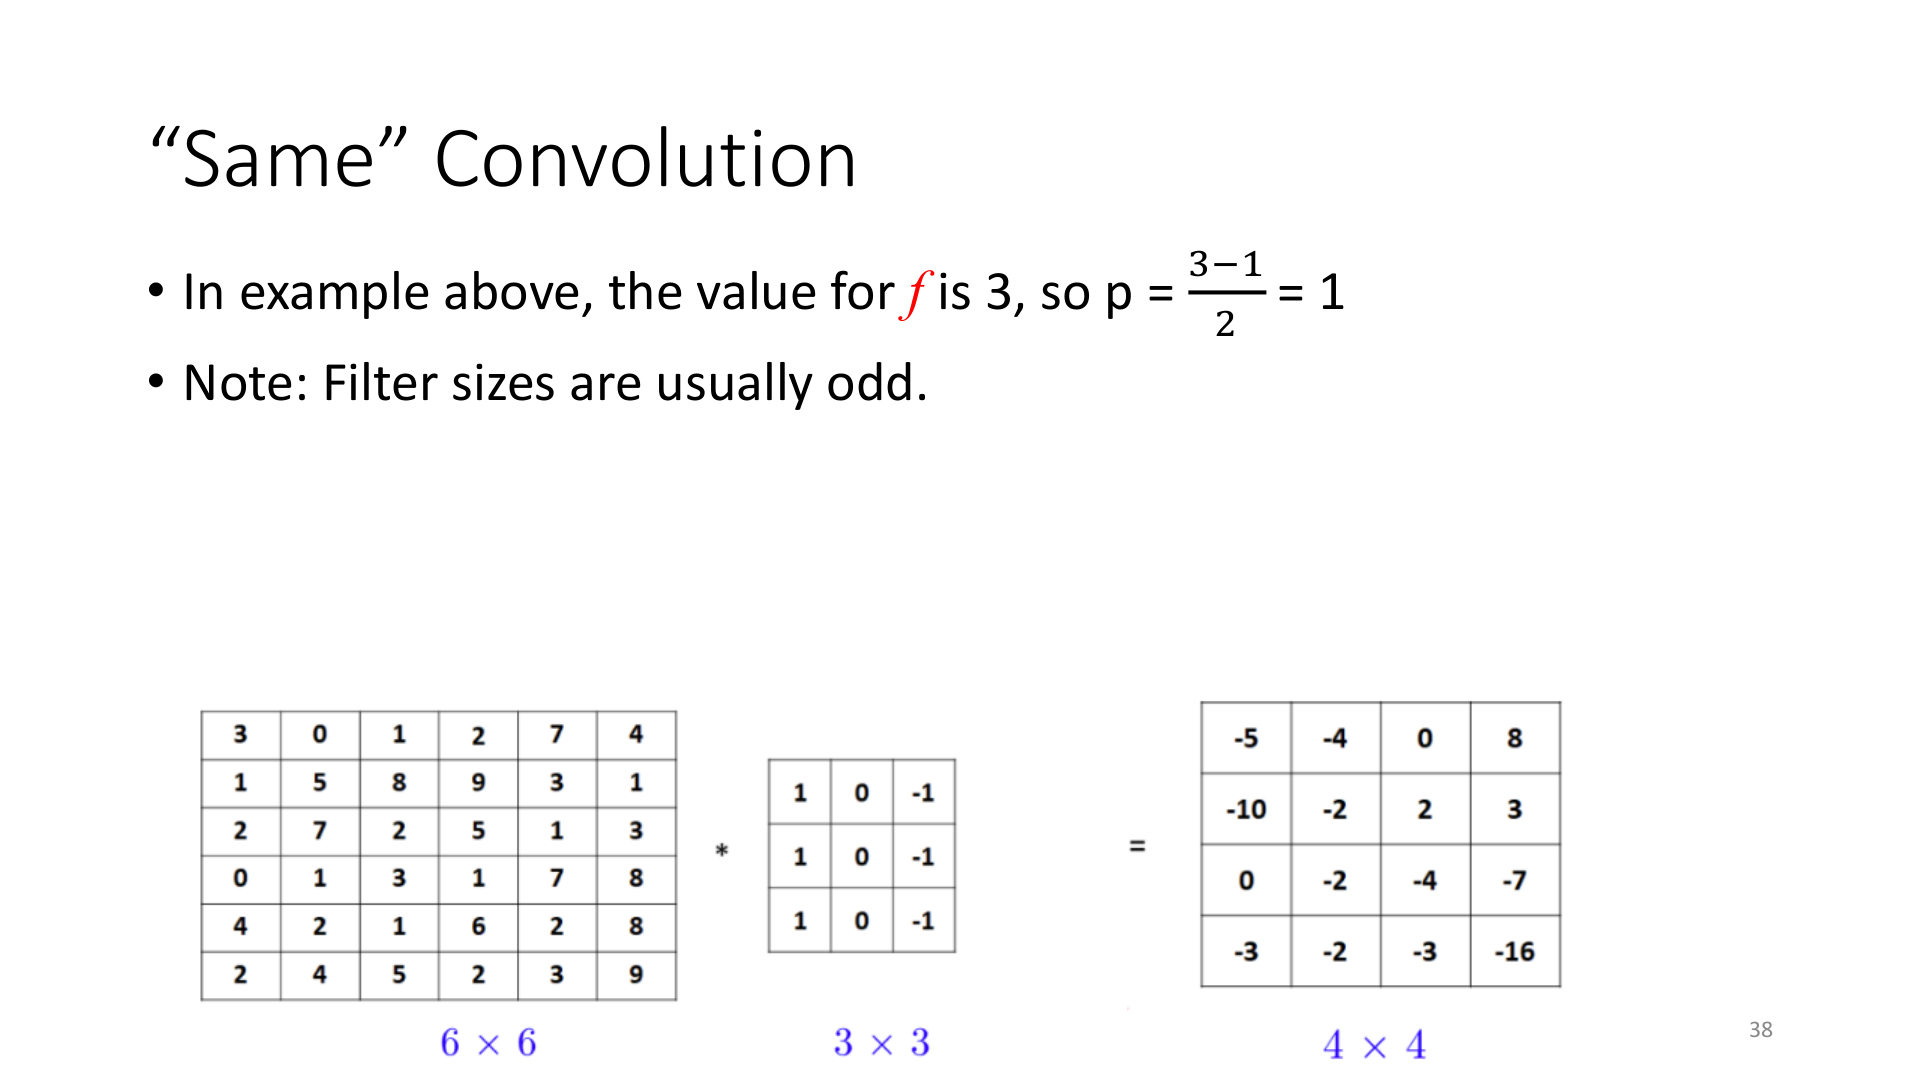 “Same” Convolution
• In example above, the value for f is 3, so p = \frac{3-1}{2} = 1
• Note: Filter sizes are usually odd.
3 0 1 2 7 4
1 5 8 9 3 1
2 7 2 5 1 3
0 1 3 1 7 8
4 2 1 6 2 8
2 4 5 2 3 9
6 × 6
*
1 0 -1
1 0 -1
1 0 -1
3 × 3
=
-5 -4 0 8
-10 -2 2 3
0 -2 -4 -7
-3 -2 -3 -16
4 × 4
38